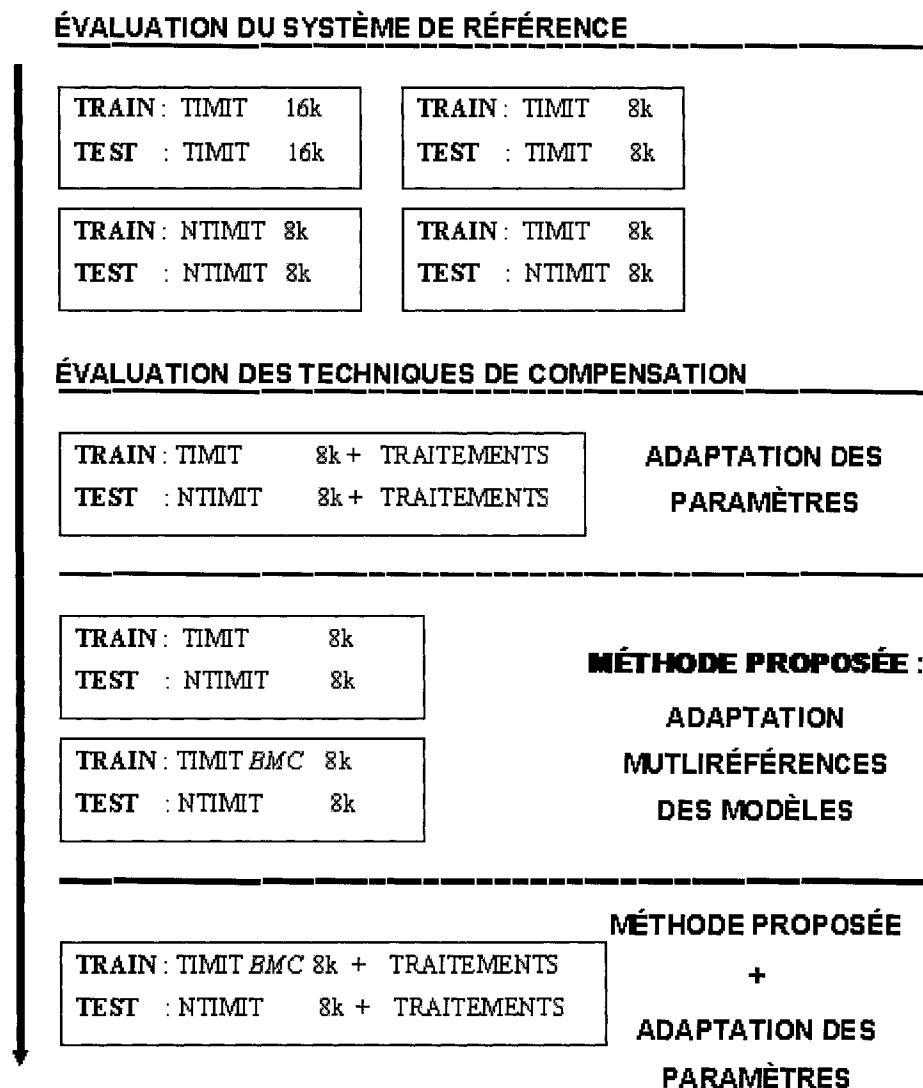 ÉVALUATION DU SYSTÈME DE RÉFÉRENCE
TRAIN : TIMIT 16k
TEST : TIMIT 16k
TRAIN : TIMIT 8k
TEST : TIMIT 8k
TRAIN : NTIMIT 8k
TEST : NTIMIT 8k
TRAIN : TIMIT 8k
TEST : NTIMIT 8k
ÉVALUATION DES TECHNIQUES DE COMPENSATION
TRAIN : TIMIT 8k + TRAITEMENTS
TEST : NTIMIT 8k + TRAITEMENTS
ADAPTATION DES
PARAMÈTRES
TRAIN : TIMIT 8k
TEST : NTIMIT 8k
TRAIN : TIMIT BMC 8k
TEST : NTIMIT 8k
MÉTHODE PROPOSÉE :
ADAPTATION
MUTLIRÉFÉRENCES
DES MODÈLES
TRAIN : TIMIT BMC 8k + TRAITEMENTS
TEST : NTIMIT 8k + TRAITEMENTS
MÉTHODE PROPOSÉE
+
ADAPTATION DES
PARAMÈTRES